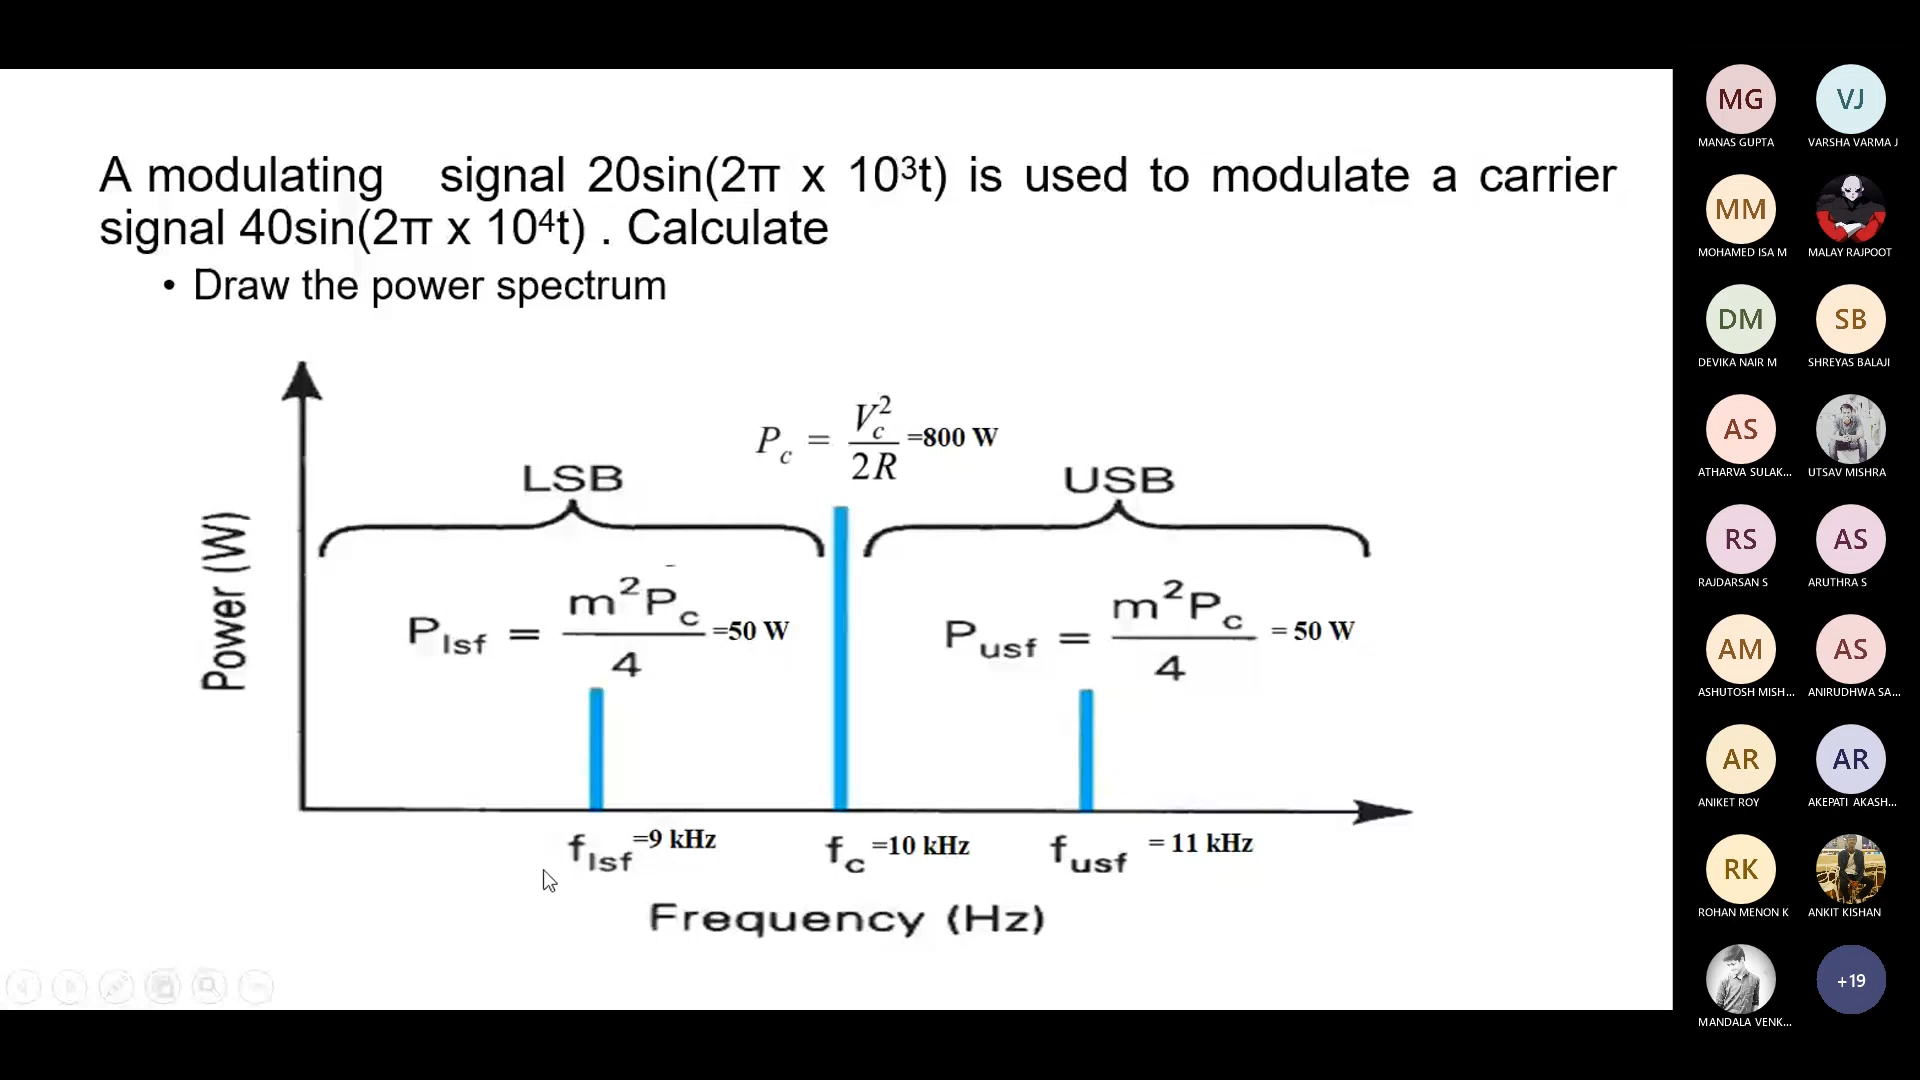 A modulating signal 20sin(2π x 10³t) is used to modulate a carrier
signal 40sin(2π x 10⁴t) . Calculate
• Draw the power spectrum
P_c = V_c²/2R =800 W
LSB
USB
Power (W)
P_lsf = m²P_c/4 =50 W
P_usf = m²P_c/4 = 50 W
f_lsf =9 kHz
f_c =10 kHz
f_usf = 11 kHz
Frequency (Hz)
MG
MANAS GUPTA
VJ
VARSHA VARMA J
MM
MOHAMED ISA M
MALAY RAJPOOT
DM
DEVIKA NAIR M
SB
SHREYAS BALAJI
AS
ATHARVA SULAK...
UTSAV MISHRA
RS
RAJDARSAN S
AS
ARUTHRA S
AM
ASHUTOSH MISH...
AS
ANIRUDHWA SA...
AR
ANIKET ROY
AR
AKEPATI AKASH...
RK
ROHAN MENON K
ANKIT KISHAN
MANDALA VENK...
+19